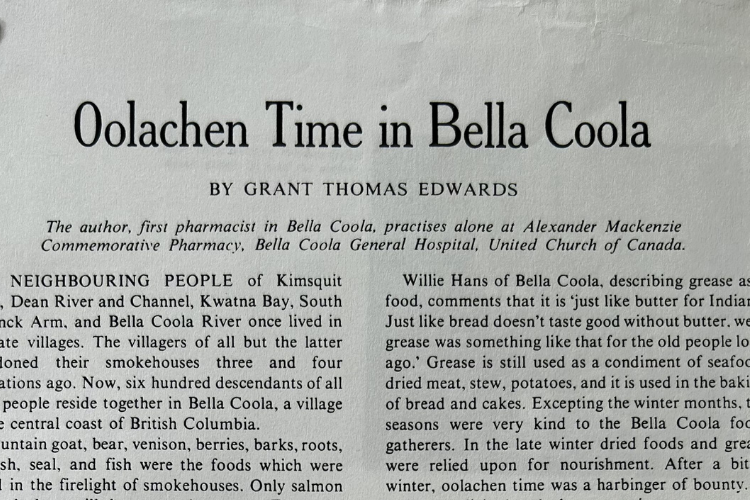 Oolachen Time in Bella Coola
BY GRANT THOMAS EDWARDS
The author, first pharmacist in Bella Coola, practises alone at Alexander Mackenzie
Commemorative Pharmacy, Bella Coola General Hospital, United Church of Canada.
NEIGHBOURING PEOPLE of Kimsquit
, Dean River and Channel, Kwatna Bay, South
Arm, and Bella Coola River once lived in
villages. The villagers of all but the latter
their smokehouses three and four
ago. Now, six hundred descendants of all
people reside together in Bella Coola, a village
central coast of British Columbia.
goat, bear, venison, berries, barks, roots,
seal, and fish were the foods which were
in the firelight of smokehouses. Only salmon
Willie Hans of Bella Coola, describing grease as
food, comments that it is ‘just like butter for Indian
Just like bread doesn't taste good without butter, we
grease was something like that for the old people lo
ago.’ Grease is still used as a condiment of seafoo
dried meat, stew, potatoes, and it is used in the baki
of bread and cakes. Excepting the winter months, t
seasons were very kind to the Bella Coola foo
gatherers. In the late winter dried foods and grea
were relied upon for nourishment. After a bit
winter, oolachen time was a harbinger of bounty.